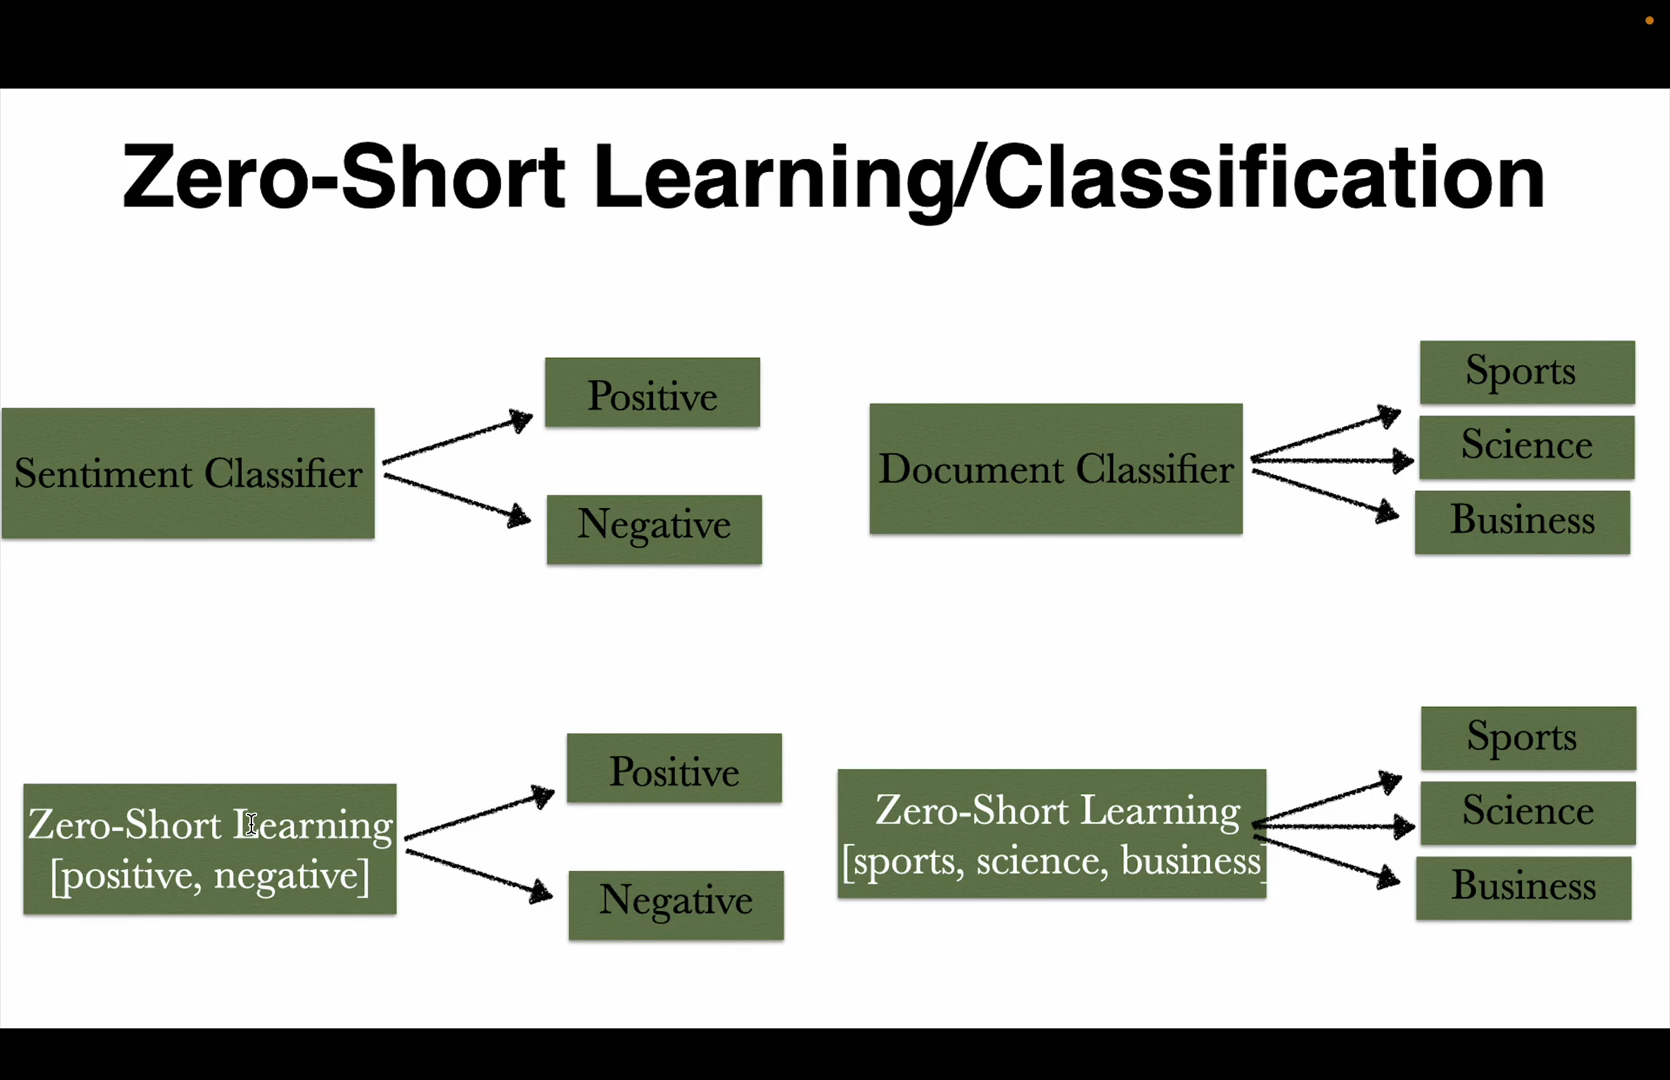 Zero-Short Learning/Classification
Sentiment Classifier
Positive
Negative
Document Classifier
Sports
Science
Business
Zero-Short Learning
[positive, negative]
Positive
Negative
Zero-Short Learning
[sports, science, business]
Sports
Science
Business